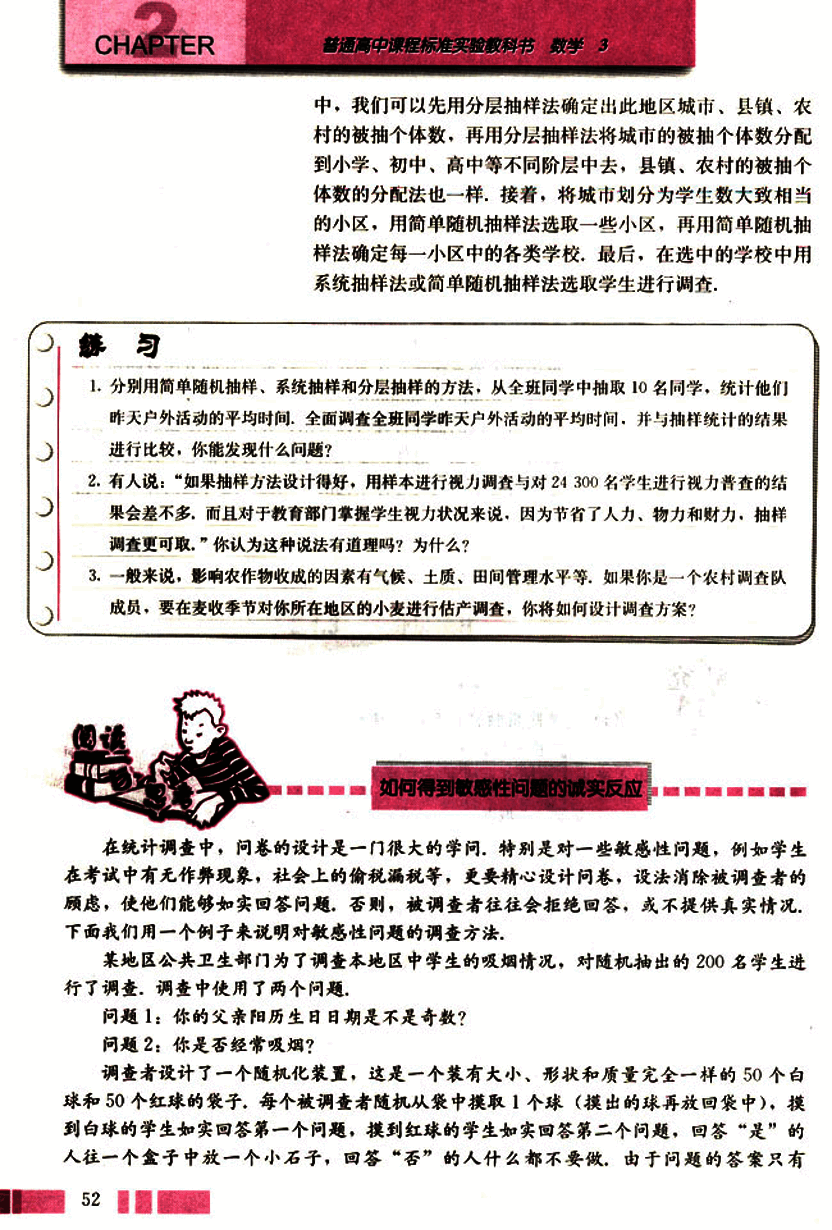 2
CHAPTER
普通高中课程标准实验教科书 数学 3
中，我们可以先用分层抽样法确定出此地区城市、县镇、农
村的被抽个体数，再用分层抽样法将城市的被抽个体数分配
到小学、初中、高中等不同阶层中去，县镇、农村的被抽个
体数的分配法也一样. 接着，将城市划分为学生数大致相当
的小区，用简单随机抽样法选取一些小区，再用简单随机抽
样法确定每一小区中的各类学校. 最后，在选中的学校中用
系统抽样法或简单随机抽样法选取学生进行调查.
练 习
1. 分别用简单随机抽样、系统抽样和分层抽样的方法，从全班同学中抽取 10 名同学，统计他们
昨天户外活动的平均时间. 全面调查全班同学昨天户外活动的平均时间，并与抽样统计的结果
进行比较，你能发现什么问题?
2. 有人说：“如果抽样方法设计得好，用样本进行视力调查与对 24 300 名学生进行视力普查的结
果会差不多. 而且对于教育部门掌握学生视力状况来说，因为节省了人力、物力和财力，抽样
调查更可取.”你认为这种说法有道理吗? 为什么?
3. 一般来说，影响农作物收成的因素有气候、土质、田间管理水平等. 如果你是一个农村调查队
成员，要在麦收季节对你所在地区的小麦进行估产调查，你将如何设计调查方案?
阅读
与
思考
如何得到敏感性问题的诚实反应
在统计调查中，问卷的设计是一门很大的学问. 特别是对一些敏感性问题，例如学生
在考试中有无作弊现象，社会上的偷税漏税等，更要精心设计问卷，设法消除被调查者的
顾虑，使他们能够如实回答问题. 否则，被调查者往往会拒绝回答，或不提供真实情况.
下面我们用一个例子来说明对敏感性问题的调查方法.
某地区公共卫生部门为了调查本地区中学生的吸烟情况，对随机抽出的 200 名学生进
行了调查. 调查中使用了两个问题.
问题 1：你的父亲阳历生日日期是不是奇数?
问题 2：你是否经常吸烟?
调查者设计了一个随机化装置，这是一个装有大小、形状和质量完全一样的 50 个白
球和 50 个红球的袋子. 每个被调查者随机从袋中摸取 1 个球（摸出的球再放回袋中），摸
到白球的学生如实回答第一个问题，摸到红球的学生如实回答第二个问题，回答“是”的
人往一个盒子中放一个小石子，回答“否”的人什么都不要做. 由于问题的答案只有
52